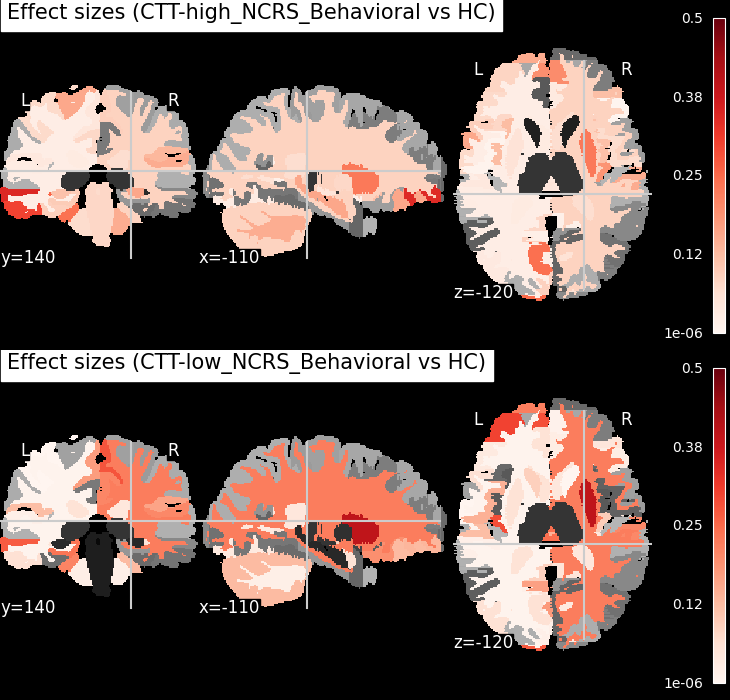 Effect sizes (CTT-high_NCRS_Behavioral vs HC)
0.5
L R
L R
0.38
0.25
0.12
y=140 x=-110
z=-120
1e-06
Effect sizes (CTT-low_NCRS_Behavioral vs HC)
0.5
L R
L R
0.38
0.25
0.12
y=140 x=-110
z=-120
1e-06